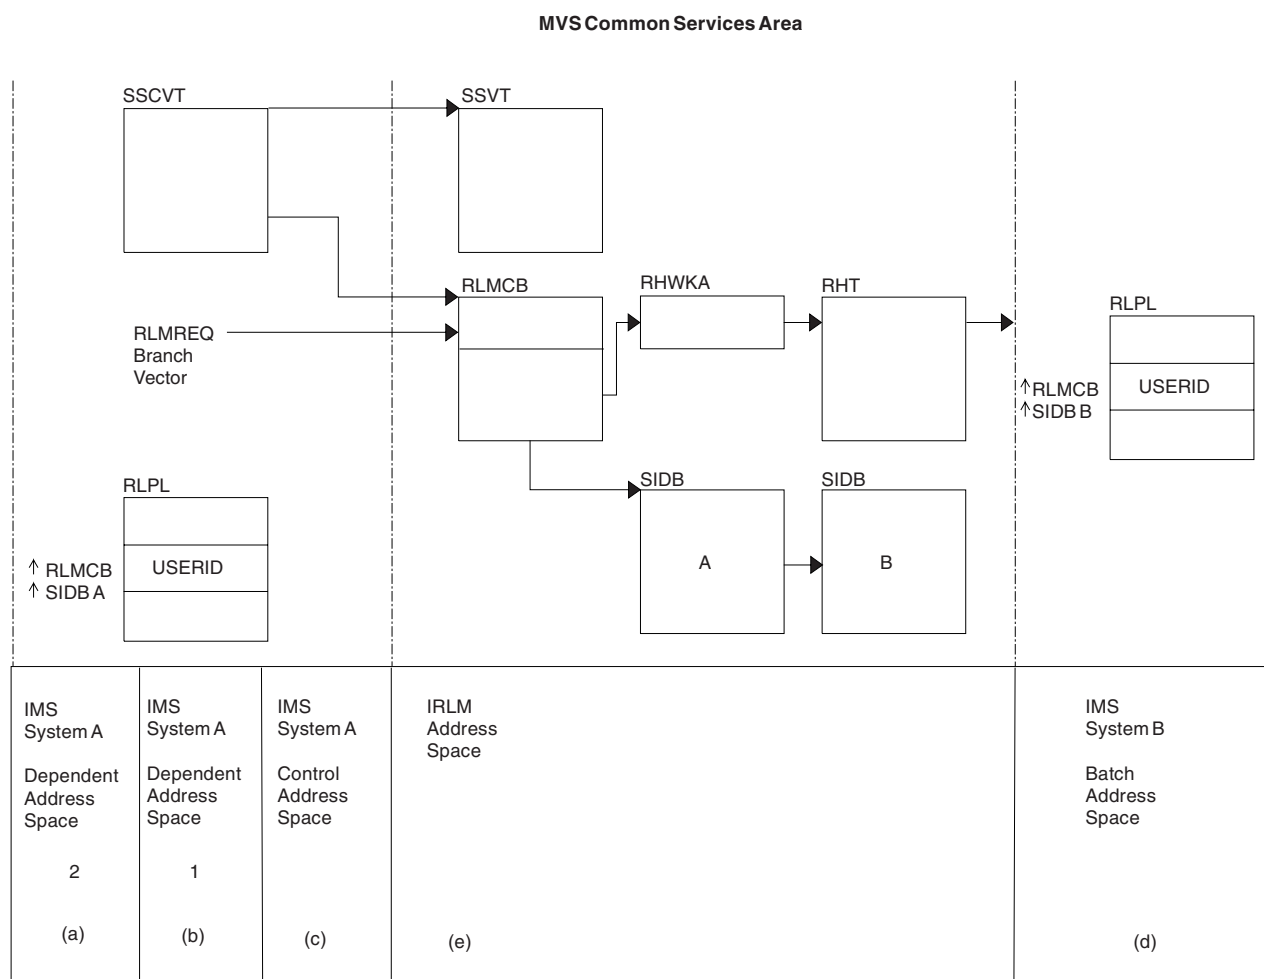 MVS Common Services Area
SSCVT
SSVT
RLMCB
RHWKA
RHT
RLPL
RLMREQ
Branch
Vector
↑ RLMCB
↑ SIDB B
USERID
RLPL
SIDB
SIDB
↑ RLMCB
↑ SIDB A
USERID
A
B
IMS
System A
Dependent
Address
Space
2
(a)
IMS
System A
Dependent
Address
Space
1
(b)
IMS
System A
Control
Address
Space
(c)
IRLM
Address
Space
(e)
IMS
System B
Batch
Address
Space
(d)